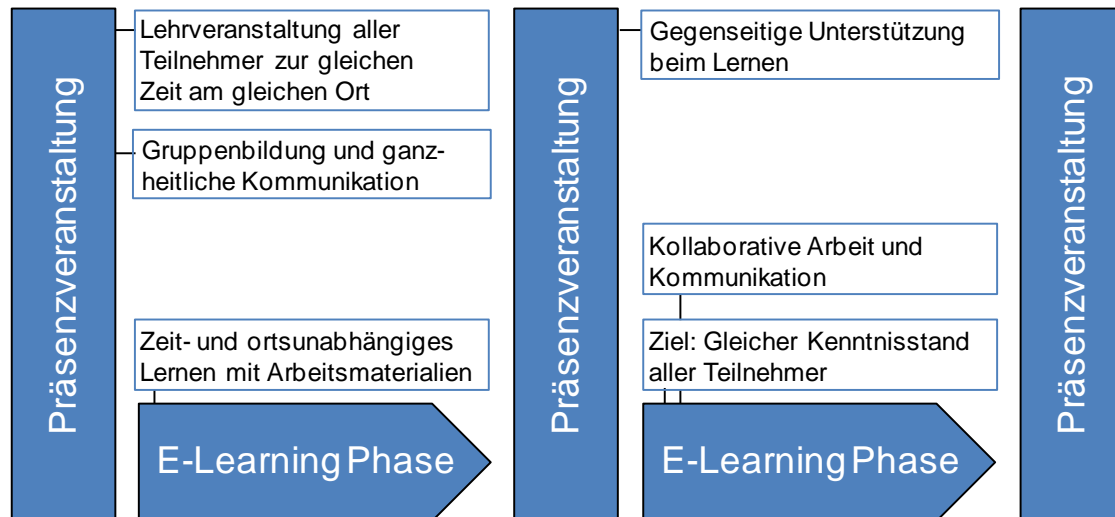 Präsenzveranstaltung
Lehrveranstaltung aller
Teilnehmer zur gleichen
Zeit am gleichen Ort
Gruppenbildung und ganz-
heitliche Kommunikation
Zeit- und ortsunabhängiges
Lernen mit Arbeitsmaterialien
E-Learning Phase
Präsenzveranstaltung
Gegenseitige Unterstützung
beim Lernen
Kollaborative Arbeit und
Kommunikation
Ziel: Gleicher Kenntnisstand
aller Teilnehmer
E-Learning Phase
Präsenzveranstaltung